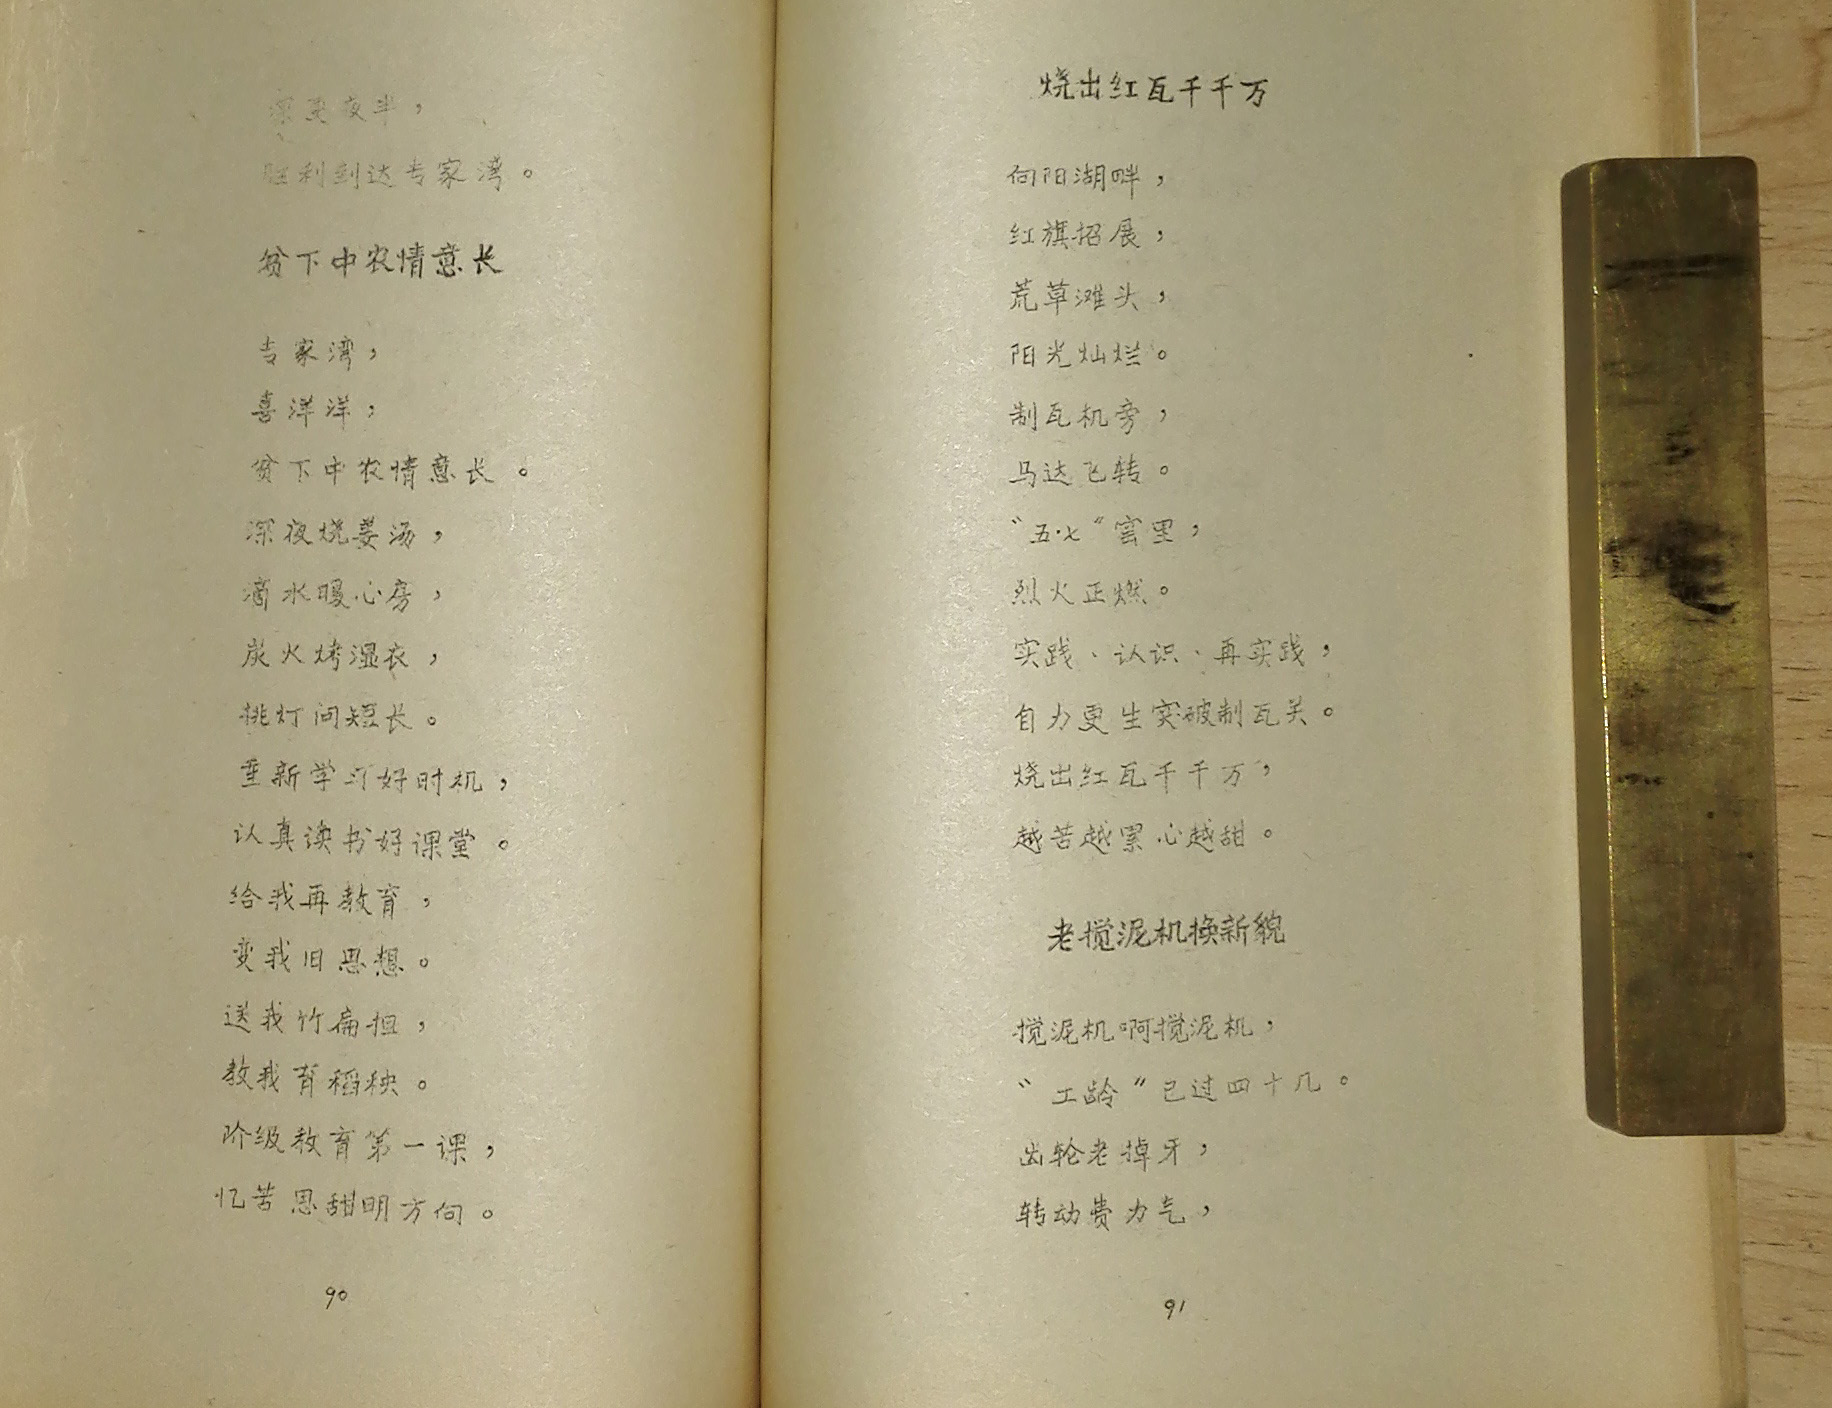 深更夜半，
胜利到达专家湾。
贫下中农情意长
专家湾，
喜洋洋，
贫下中农情意长。
深夜烧姜汤，
滴水暖心房，
炭火烤湿衣，
挑灯问短长。
重新学习好时机，
认真读书好课堂。
给我再教育，
变我旧思想。
送我竹扁担，
教我育稻秧。
阶级教育第一课，
忆苦思甜明方向。
90
烧出红瓦千千万
向阳湖畔，
红旗招展，
荒草滩头，
阳光灿烂。
制瓦机旁，
马达飞转。
“五·七”窑里，
烈火正燃。
实践、认识、再实践，
自力更生突破制瓦关。
烧出红瓦千千万，
越苦越累心越甜。
老搅泥机换新貌
搅泥机啊搅泥机，
“工龄”已过四十几。
齿轮老掉牙，
转动费力气，
91